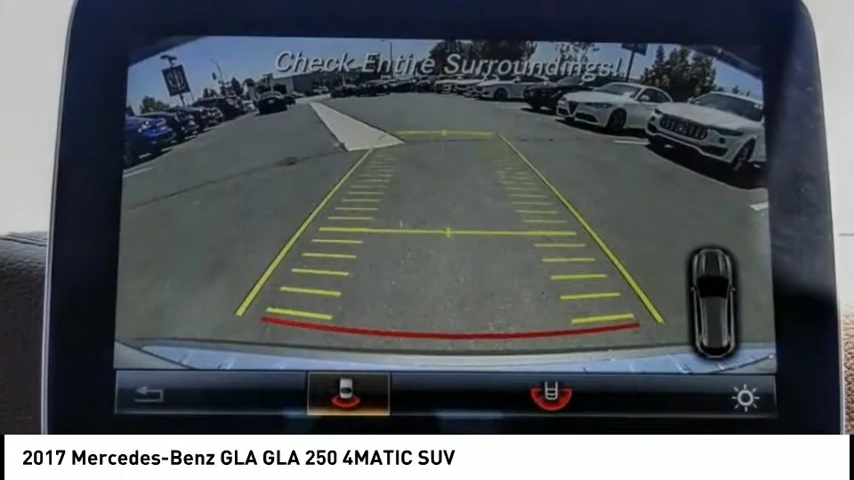 Check Entire Surroundings!
2017 Mercedes-Benz GLA GLA 250 4MATIC SUV